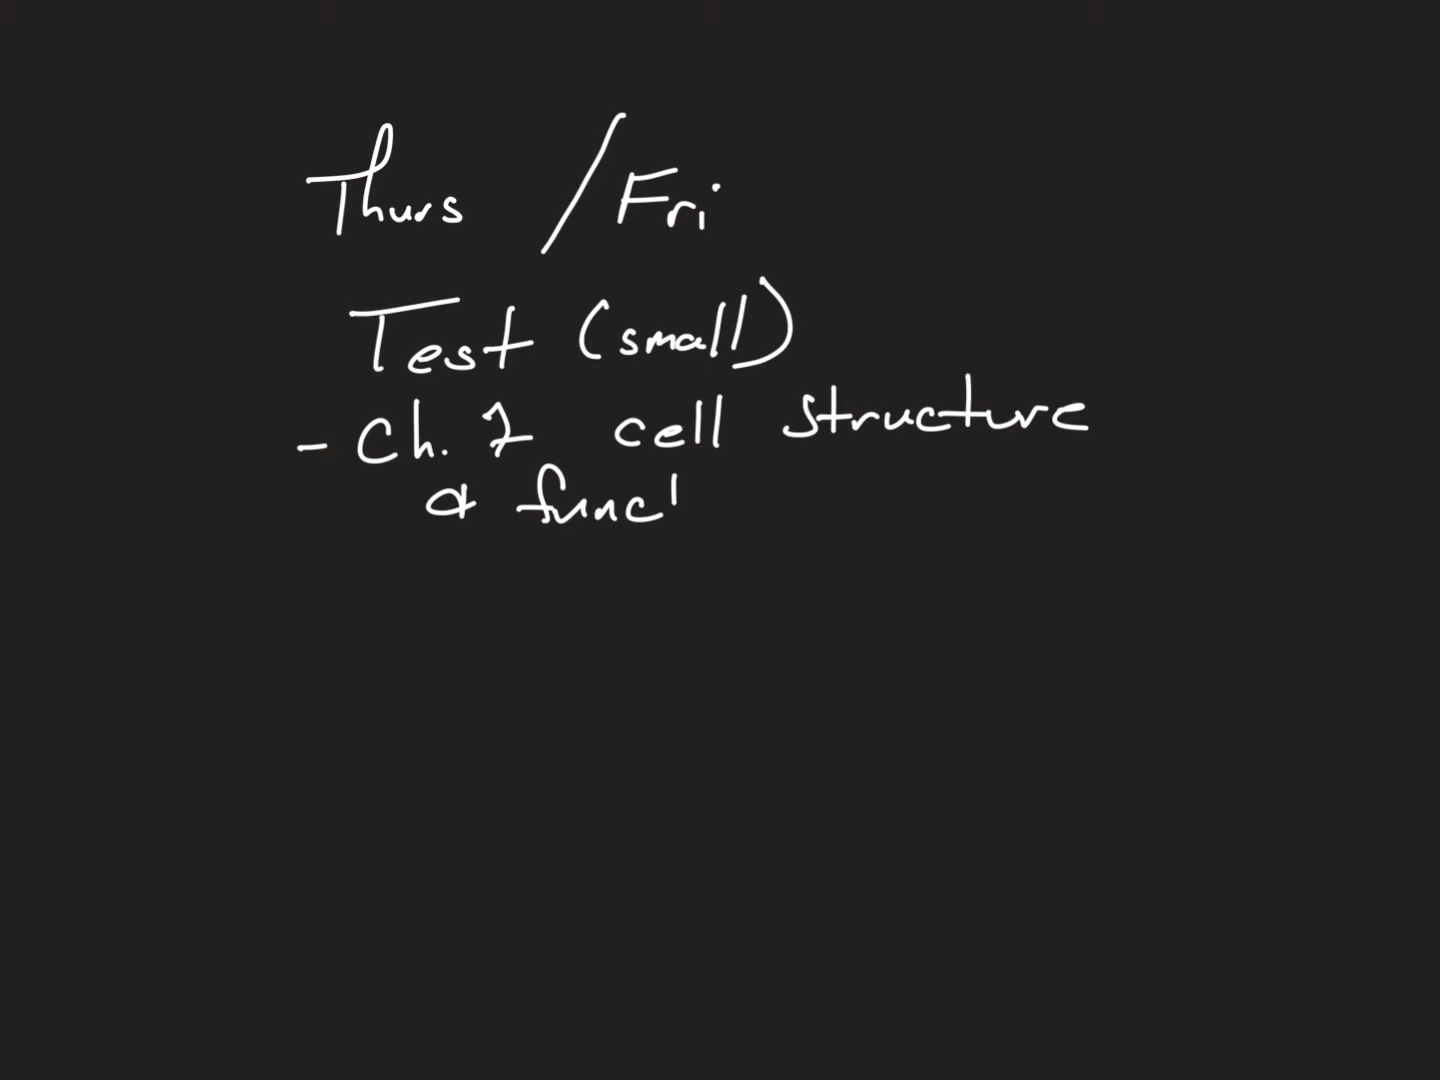 Thurs / Fri
Test (small)
- Ch. 7 cell structure
& func